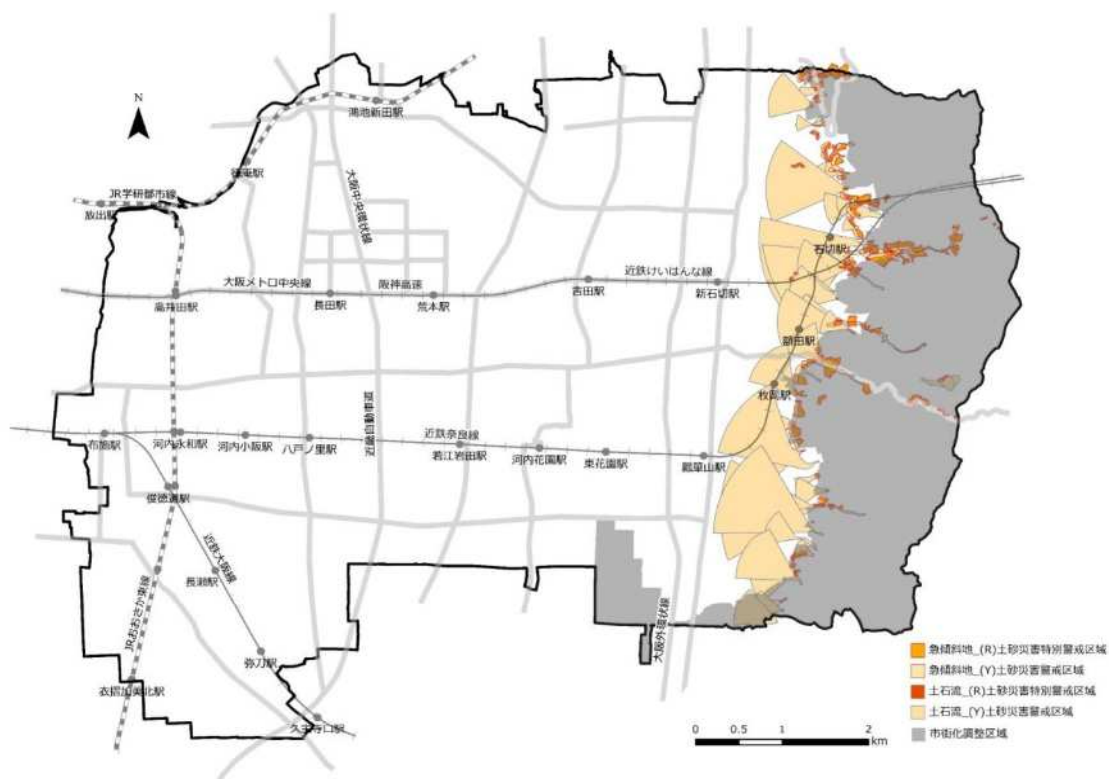 N
鴻池新田駅
徳庵駅
JR学研都市線
放出駅
大阪中央環状線
石切駅
近鉄けいはんな線
大阪メトロ中央線
阪神高速
吉田駅
新石切駅
高井田駅
長田駅
荒本駅
額田駅
枚岡駅
近畿自動車道
近鉄奈良線
布施駅
河内永和駅
河内小阪駅
八戸ノ里駅
若江岩田駅
河内花園駅
東花園駅
瓢箪山駅
俊徳道駅
近鉄大阪線
長瀬駅
JRおおさか東線
大阪外環状線
弥刀駅
衣摺加美北駅
久宝寺口駅
急傾斜地_(R)土砂災害特別警戒区域
急傾斜地_(Y)土砂災害警戒区域
土石流_(R)土砂災害特別警戒区域
土石流_(Y)土砂災害警戒区域
市街化調整区域
0 0.5 1 2
km